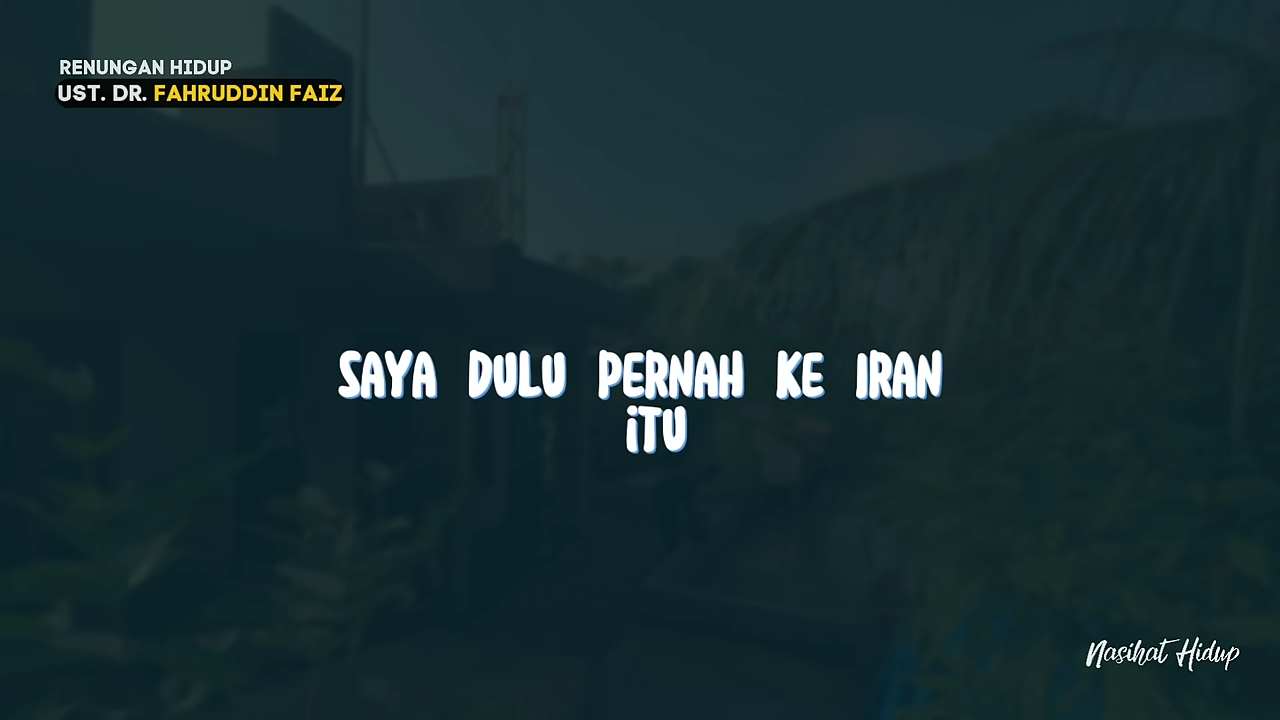 RENUNGAN HIDUP
UST. DR. FAHRUDDIN FAIZ
SAYA DULU PERNAH KE IRAN
iTU
Nasihat Hidup